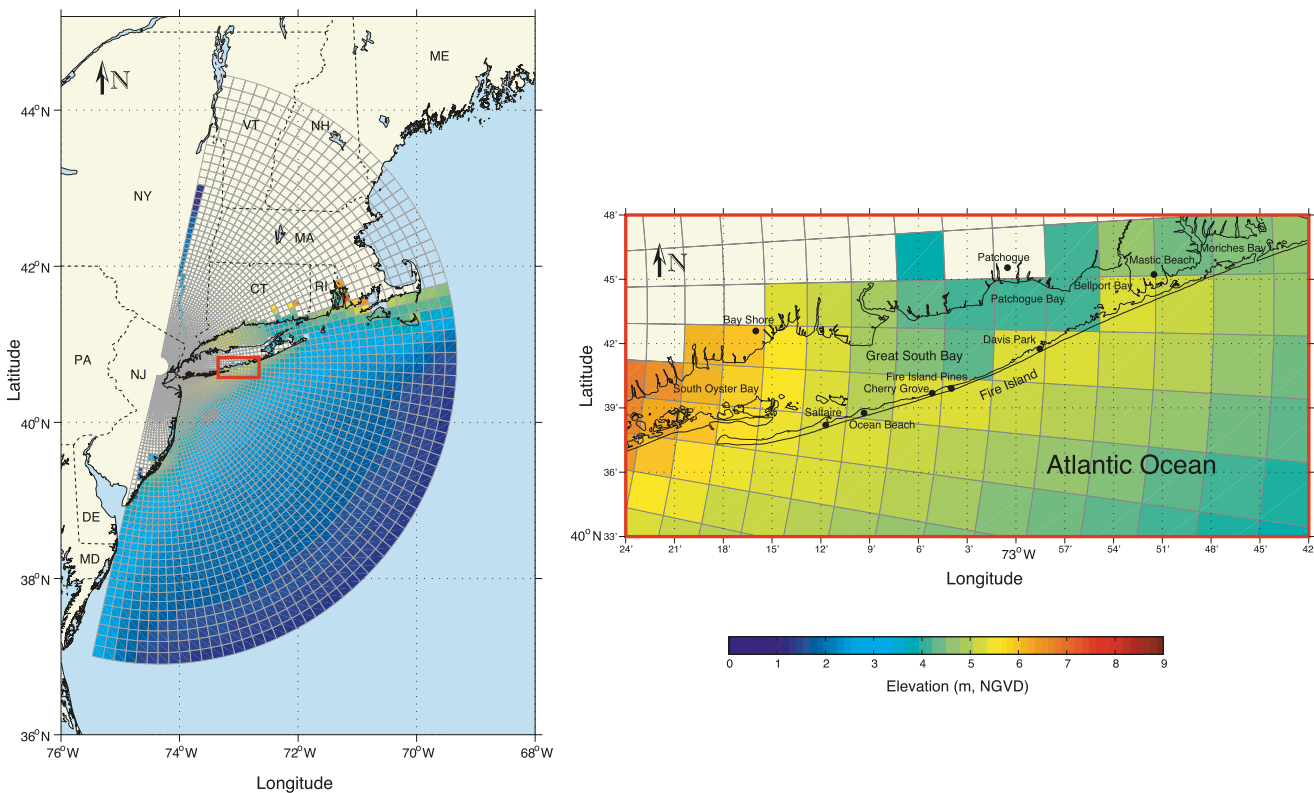 ME
N
44°N
VT
NH
NY
MA
42°N
CT
RI
PA
NJ
Latitude
40°N
DE
MD
38°N
36°N
76°W
74°W
72°W
70°W
68°W
Longitude
48'
Moriches Bay
N
Patchogue
Mastic Beach
45'
Bellport Bay
Patchogue Bay
Bay Shore
42'
Davis Park
Great South Bay
Latitude
Fire Island Pines
South Oyster Bay
Cherry Grove
Fire Island
39'
Saltaire
Ocean Beach
36'
Atlantic Ocean
40°N 33'
24'
21'
18'
15'
12'
9'
6'
3'
73°W
57'
54'
51'
48'
45'
42
Longitude
0
1
2
3
4
5
6
7
8
9
Elevation (m, NGVD)